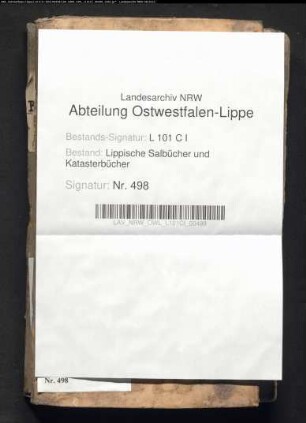 Landesarchiv NRW
Abteilung Ostwestfalen-Lippe
Bestands-Signatur: L 101 C I
Bestand: Lippische Salbücher und
Katasterbücher
Signatur: Nr. 498
Nr. 498